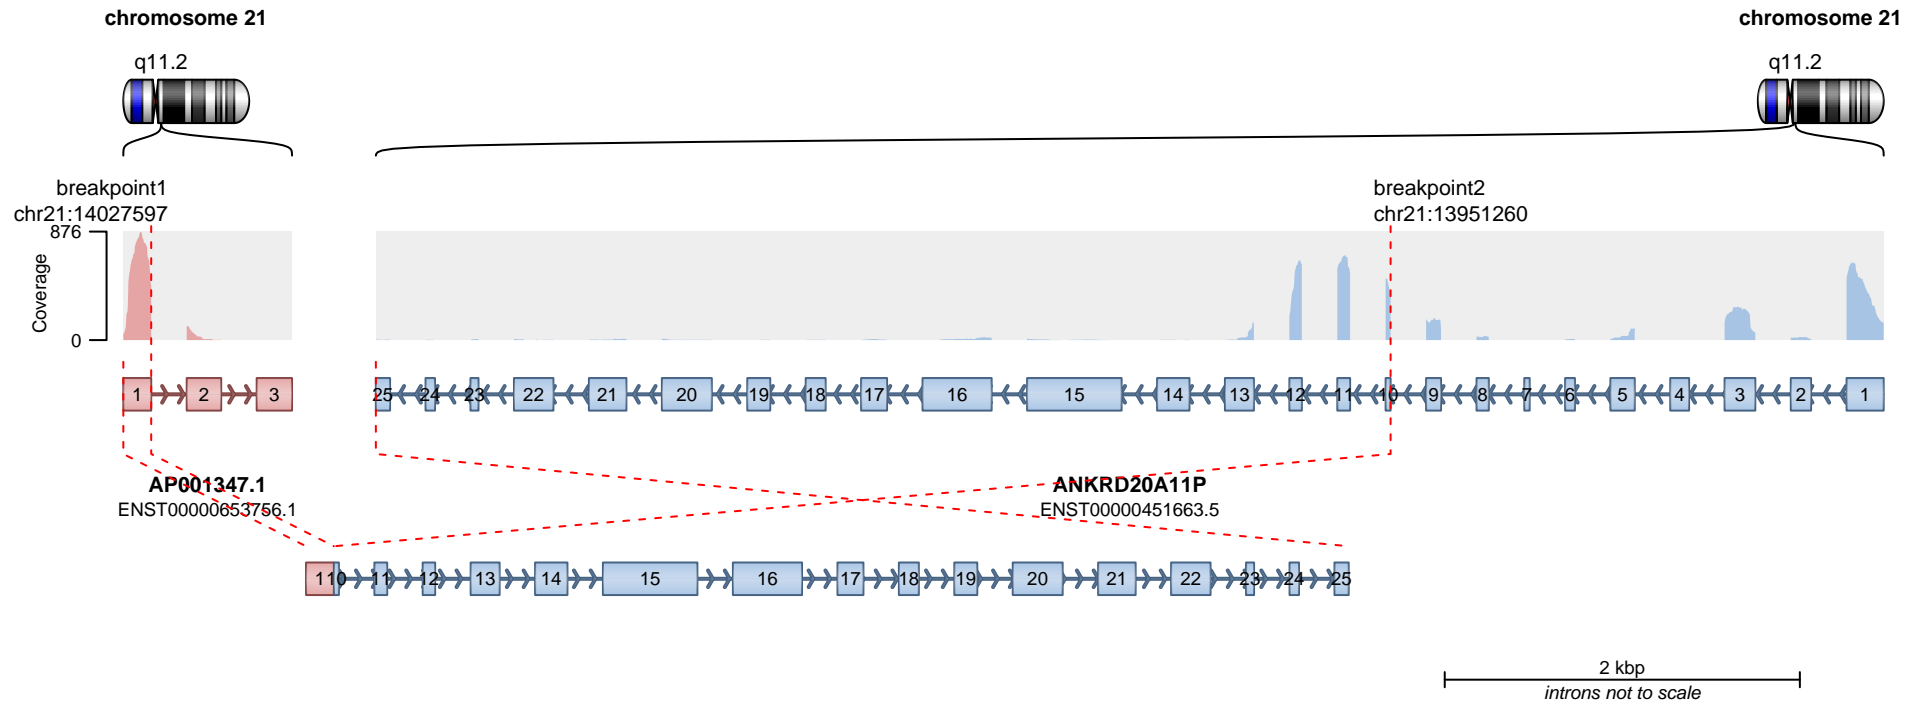 chromosome 21
chromosome 21
q11.2
q11.2
breakpoint1
chr21:14027597
breakpoint2
chr21:13951260
876
Coverage
0
1 2 3
25 24 23 22 21 20 19 18 17 16 15 14 13 12 11 10 9 8 7 6 5 4 3 2 1
AP001347.1
ENST00000653756.1
ANKRD20A11P
ENST00000451663.5
1 10 11 12 13 14 15 16 17 18 19 20 21 22 23 24 25
2 kbp
introns not to scale